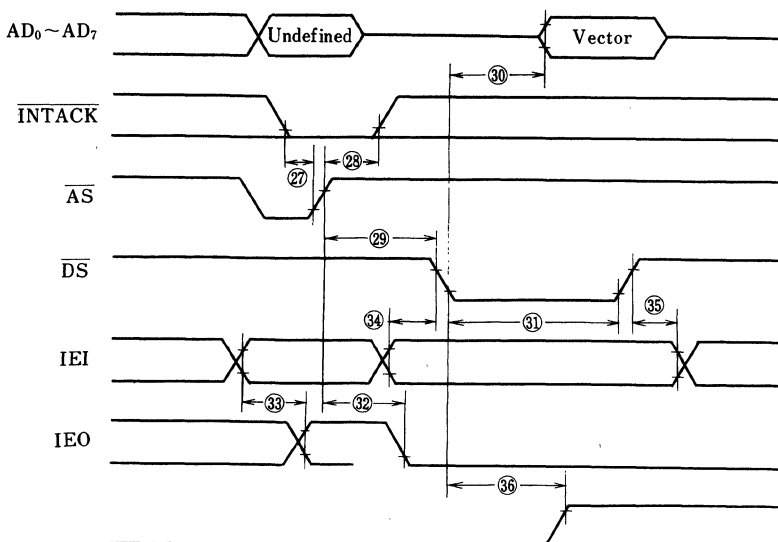 AD₀~AD₇
Undefined
Vector
㉚
INTACK
㉗
㉘
AS
㉙
DS
㉞
㉛
㉟
IEI
㉝
㉜
IEO
㊱